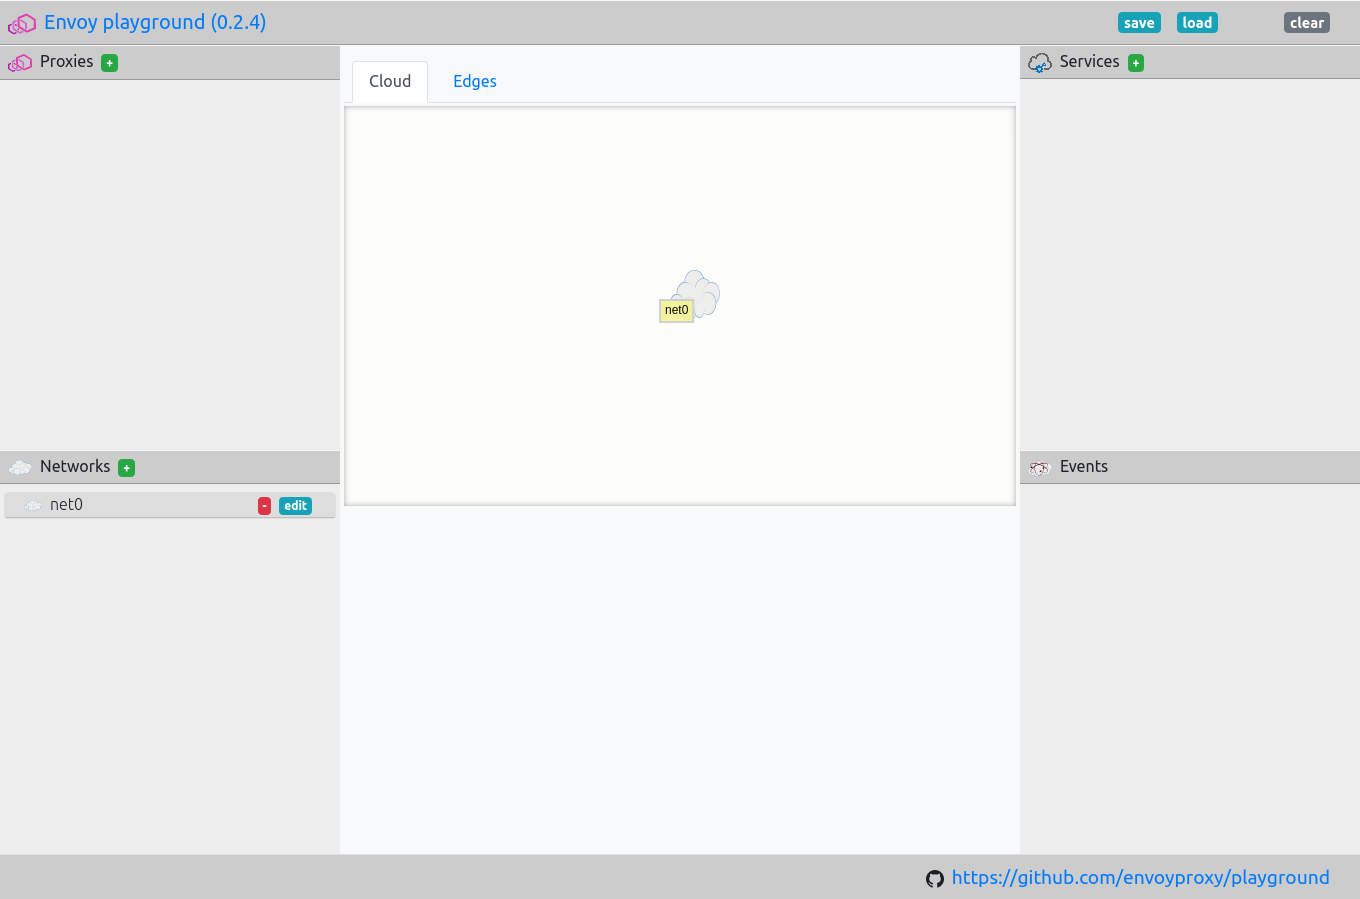 Envoy playground (0.2.4)
save
load
clear
Proxies +
Cloud
Edges
Services +
net0
Networks +
net0
-
edit
Events
https://github.com/envoyproxy/playground